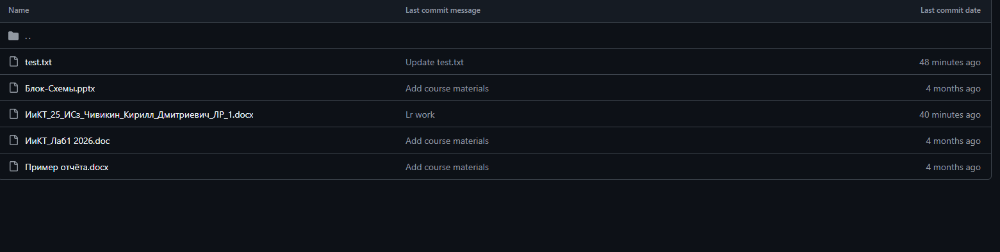 Name Last commit message Last commit date
..
test.txt Update test.txt 48 minutes ago
Блок-Схемы.pptx Add course materials 4 months ago
ИиКТ_25_ИСз_Чивикин_Кирилл_Дмитриевич_ЛР_1.docx Lr work 40 minutes ago
ИиКТ_Лаб1 2026.doc Add course materials 4 months ago
Пример отчёта.docx Add course materials 4 months ago